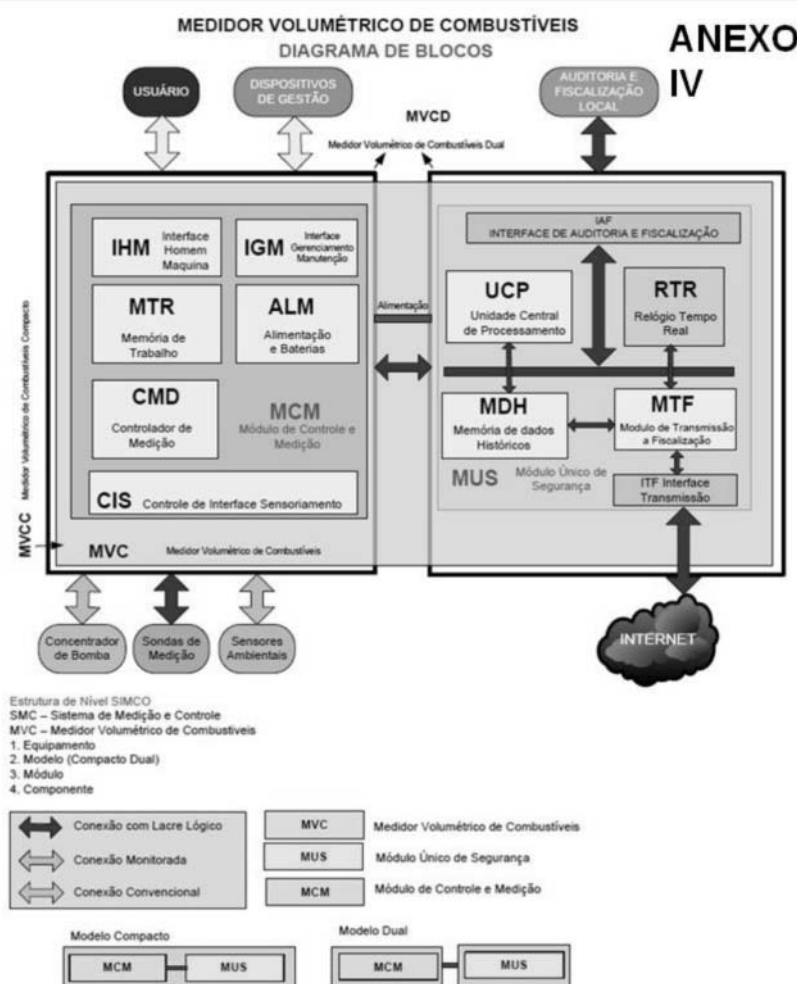 MEDIDOR VOLUMÉTRICO DE COMBUSTÍVEIS
DIAGRAMA DE BLOCOS
ANEXO
IV
USUÁRIO
DISPOSITIVOS
DE GESTÃO
AUDITORIA E
FISCALIZAÇÃO
LOCAL
MVCD
Medidor Volumétrico de Combustíveis Dual
IHM
Interface
Homem
Maquina
IGM
Interface
Gerenciamento
Manutenção
MTR
Memória de
Trabalho
ALM
Alimentação
e Baterias
CMD
Controlador de
Medição
MCM
Módulo de Controle e
Medição
CIS Controle de Interface Sensoriamento
MVC Medidor Volumétrico de Combustíveis
MVCC Medidor Volumétrico de Combustíveis Compacto
Alimentação
IAF
INTERFACE DE AUDITORIA E FISCALIZAÇÃO
UCP
Unidade Central
de Processamento
RTR
Relógio Tempo
Real
MDH
Memória de dados
Históricos
MTF
Modulo de Transmissão
a Fiscalização
MUS Módulo Único de
Segurança
ITF Interface
Transmissão
Concentrador
de Bomba
Sondas de
Medição
Sensores
Ambientais
INTERNET
Estrutura de Nível SIMCO
SMC – Sistema de Medição e Controle
MVC – Medidor Volumétrico de Combustiveis
1. Equipamento
2. Modelo (Compacto Dual)
3. Módulo
4. Componente
Conexão com Lacre Lógico
Conexão Monitorada
Conexão Convencional
MVC Medidor Volumétrico de Combustíveis
MUS Módulo Único de Segurança
MCM Módulo de Controle e Medição
Modelo Compacto
MCM MUS
Modelo Dual
MCM MUS